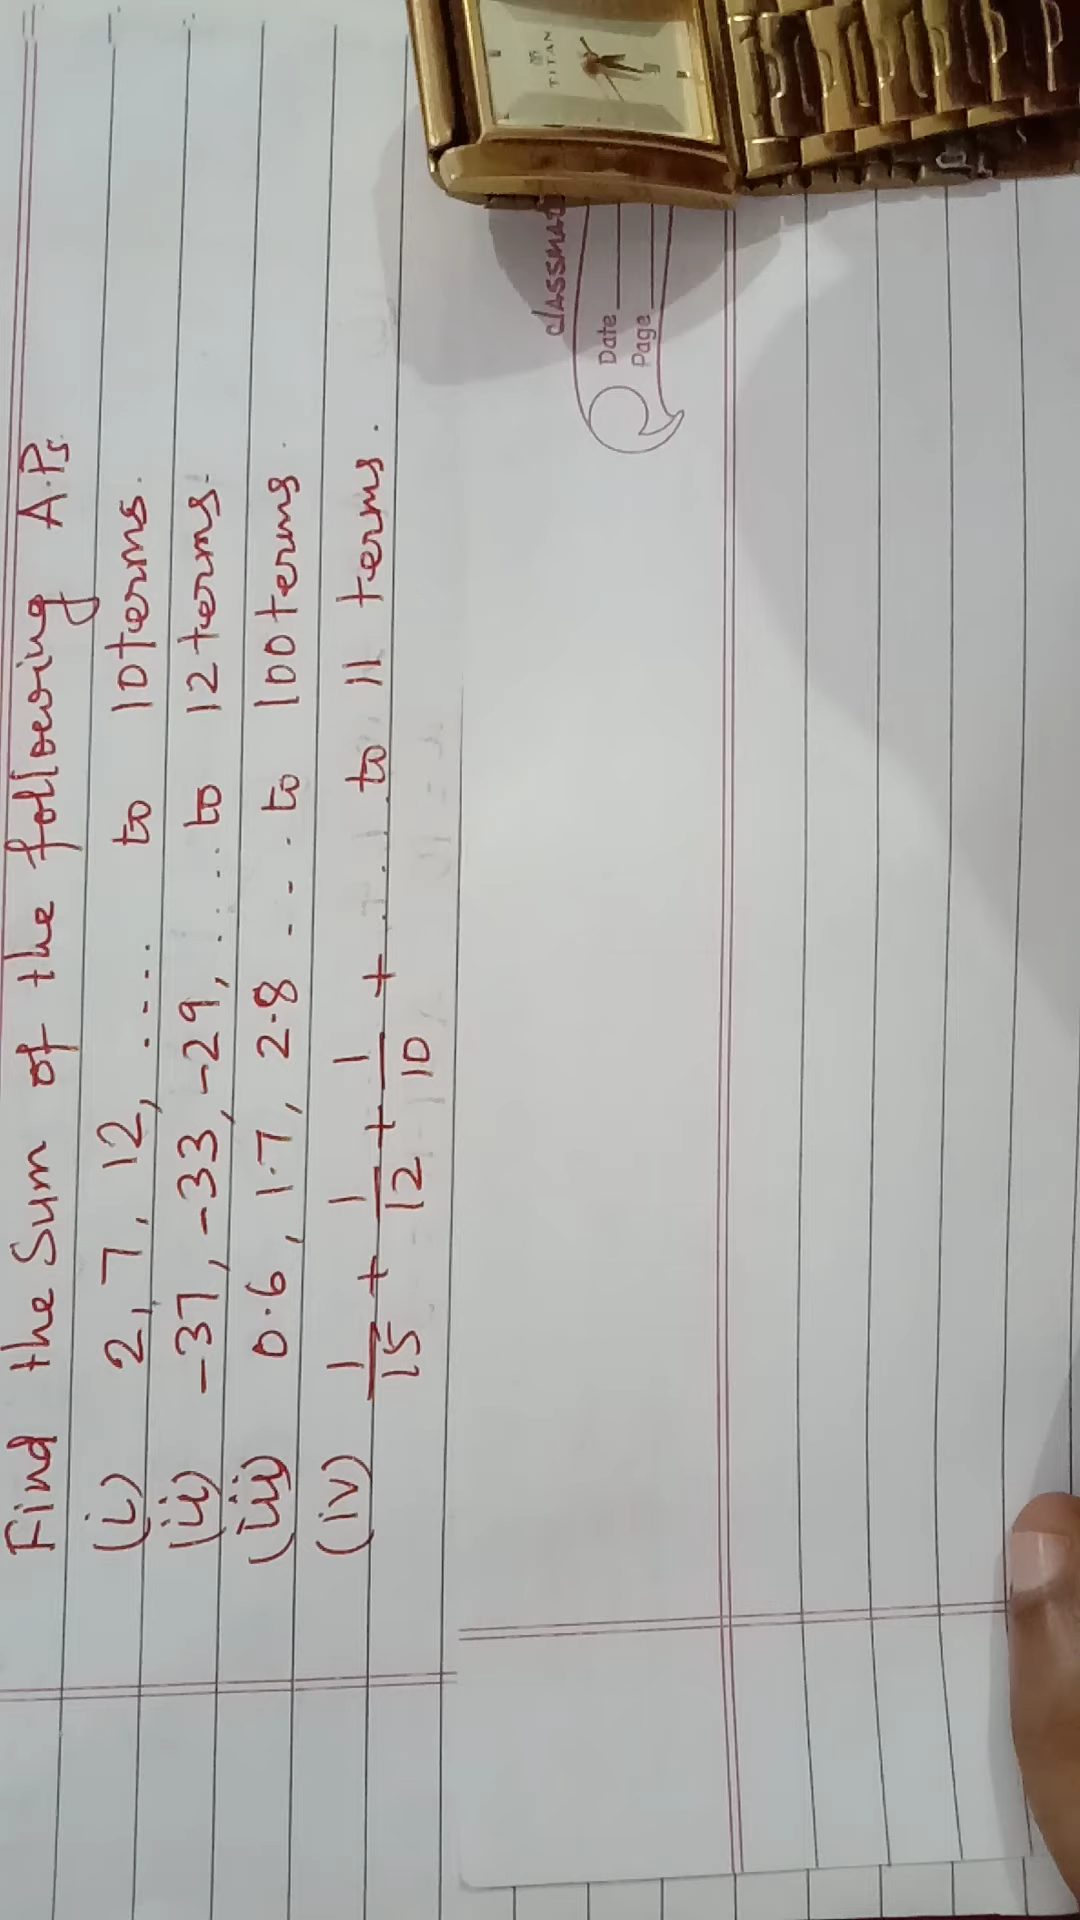 Find the Sum of the following A.Ps.
(i) 2, 7, 12, ..... to 10 terms.
(ii) -37, -33, -29, ..... to 12 terms.
(iii) 0.6, 1.7, 2.8 .... to 100 terms.
(iv) 1/15 + 1/12 + 1/10 + ..... to 11 terms.
TITAN
classmate
Date
Page